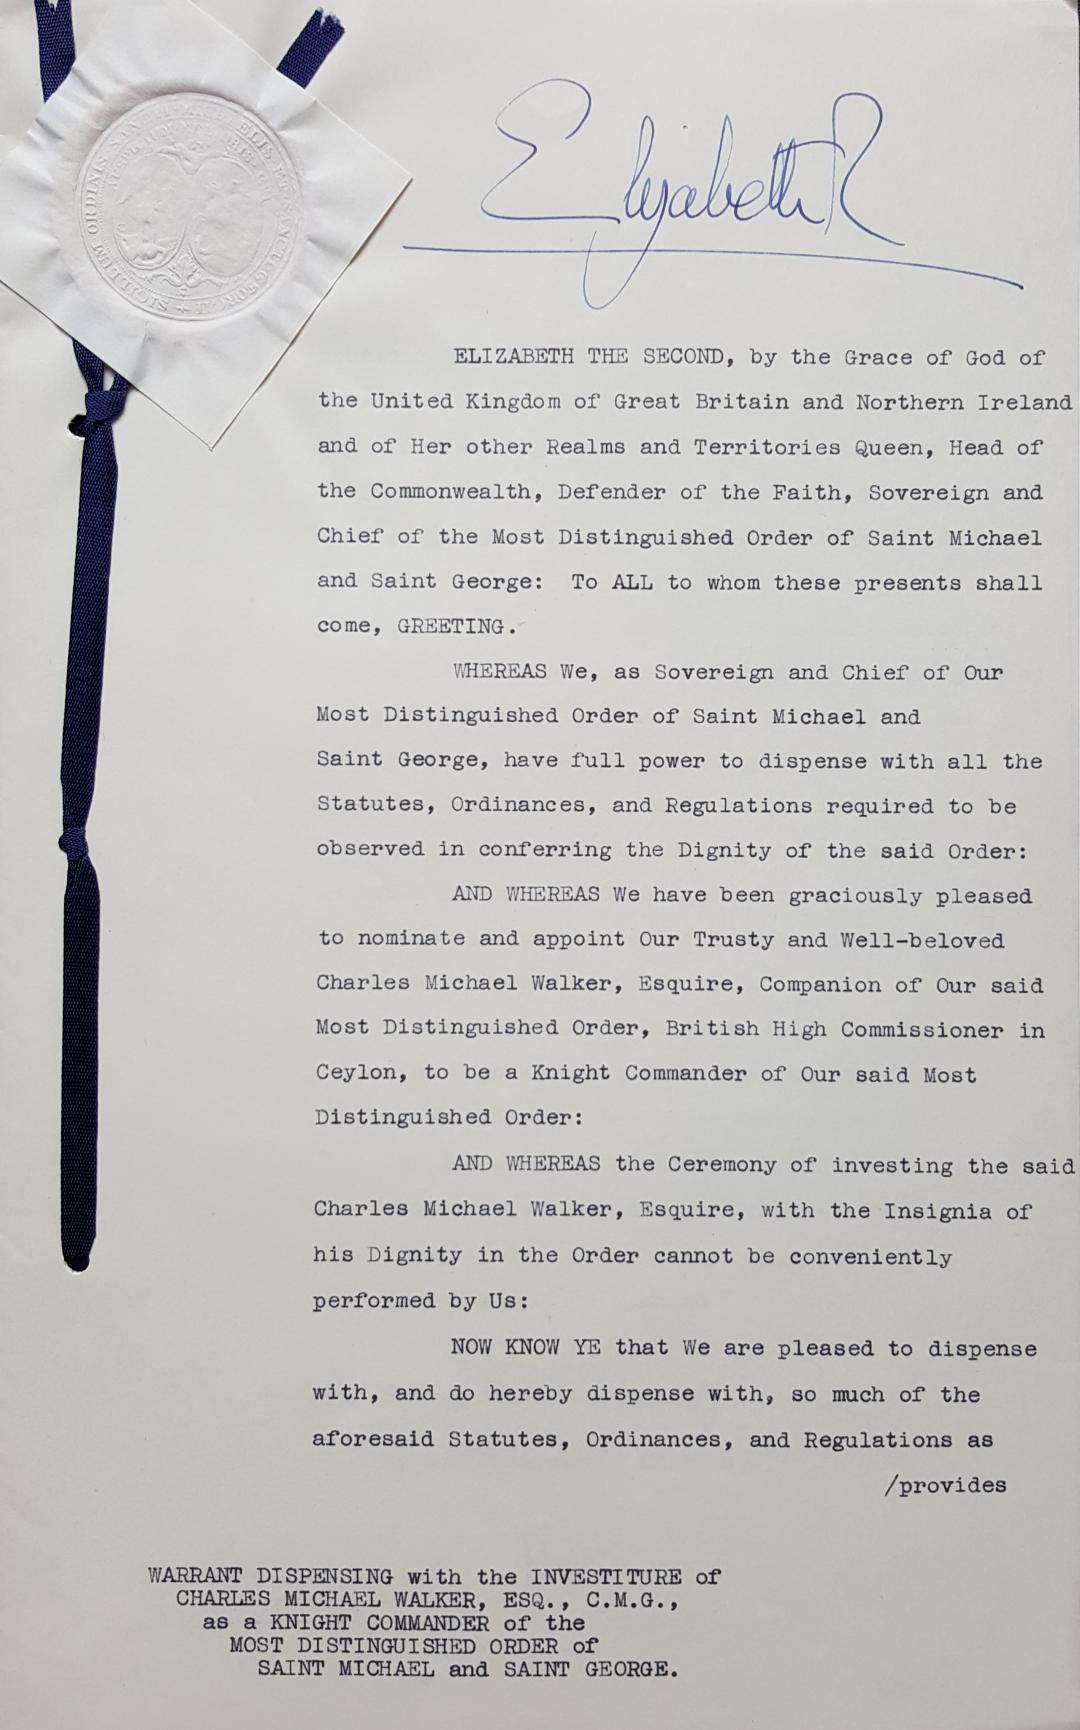 SIGILLUM ORDINIS SAN
ELIS ET SANCTI GEORGII
Elizabeth R
ELIZABETH THE SECOND, by the Grace of God of
the United Kingdom of Great Britain and Northern Ireland
and of Her other Realms and Territories Queen, Head of
the Commonwealth, Defender of the Faith, Sovereign and
Chief of the Most Distinguished Order of Saint Michael
and Saint George: To ALL to whom these presents shall
come, GREETING.
WHEREAS We, as Sovereign and Chief of Our
Most Distinguished Order of Saint Michael and
Saint George, have full power to dispense with all the
Statutes, Ordinances, and Regulations required to be
observed in conferring the Dignity of the said Order:
AND WHEREAS We have been graciously pleased
to nominate and appoint Our Trusty and Well-beloved
Charles Michael Walker, Esquire, Companion of Our said
Most Distinguished Order, British High Commissioner in
Ceylon, to be a Knight Commander of Our said Most
Distinguished Order:
AND WHEREAS the Ceremony of investing the said
Charles Michael Walker, Esquire, with the Insignia of
his Dignity in the Order cannot be conveniently
performed by Us:
NOW KNOW YE that We are pleased to dispense
with, and do hereby dispense with, so much of the
aforesaid Statutes, Ordinances, and Regulations as
/provides
WARRANT DISPENSING with the INVESTITURE of
CHARLES MICHAEL WALKER, ESQ., C.M.G.,
as a KNIGHT COMMANDER of the
MOST DISTINGUISHED ORDER of
SAINT MICHAEL and SAINT GEORGE.